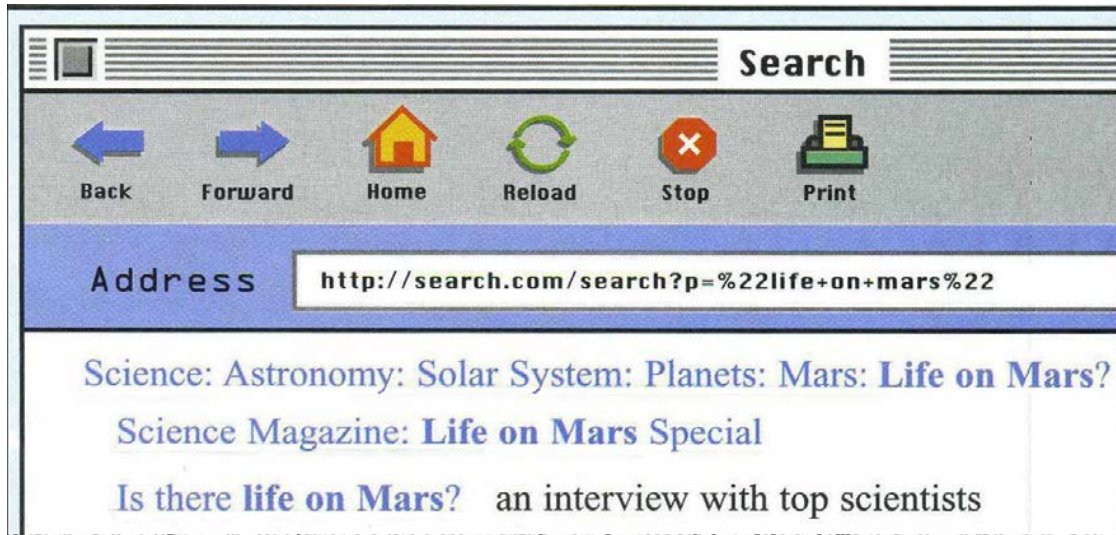 Search
Back Forward Home Reload Stop Print
Address http://search.com/search?p=%22life+on+mars%22
Science: Astronomy: Solar System: Planets: Mars: Life on Mars?
Science Magazine: Life on Mars Special
Is there life on Mars? an interview with top scientists